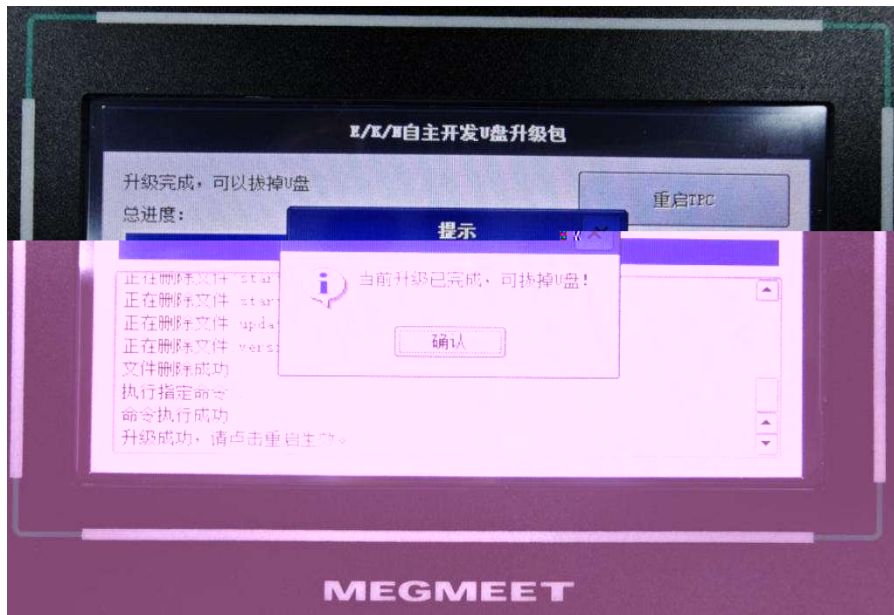 E/K/N自主开发U盘升级包
升级完成，可以拔掉U盘
重启TPC
总进度：
提示
当前升级已完成，可拔掉U盘！
确认
正在删除文件 star
正在删除文件 star
正在删除文件 upda
正在删除文件 versi
文件删除成功
执行指定命令
命令执行成功
升级成功，请点击重启生效。
MEGMEET